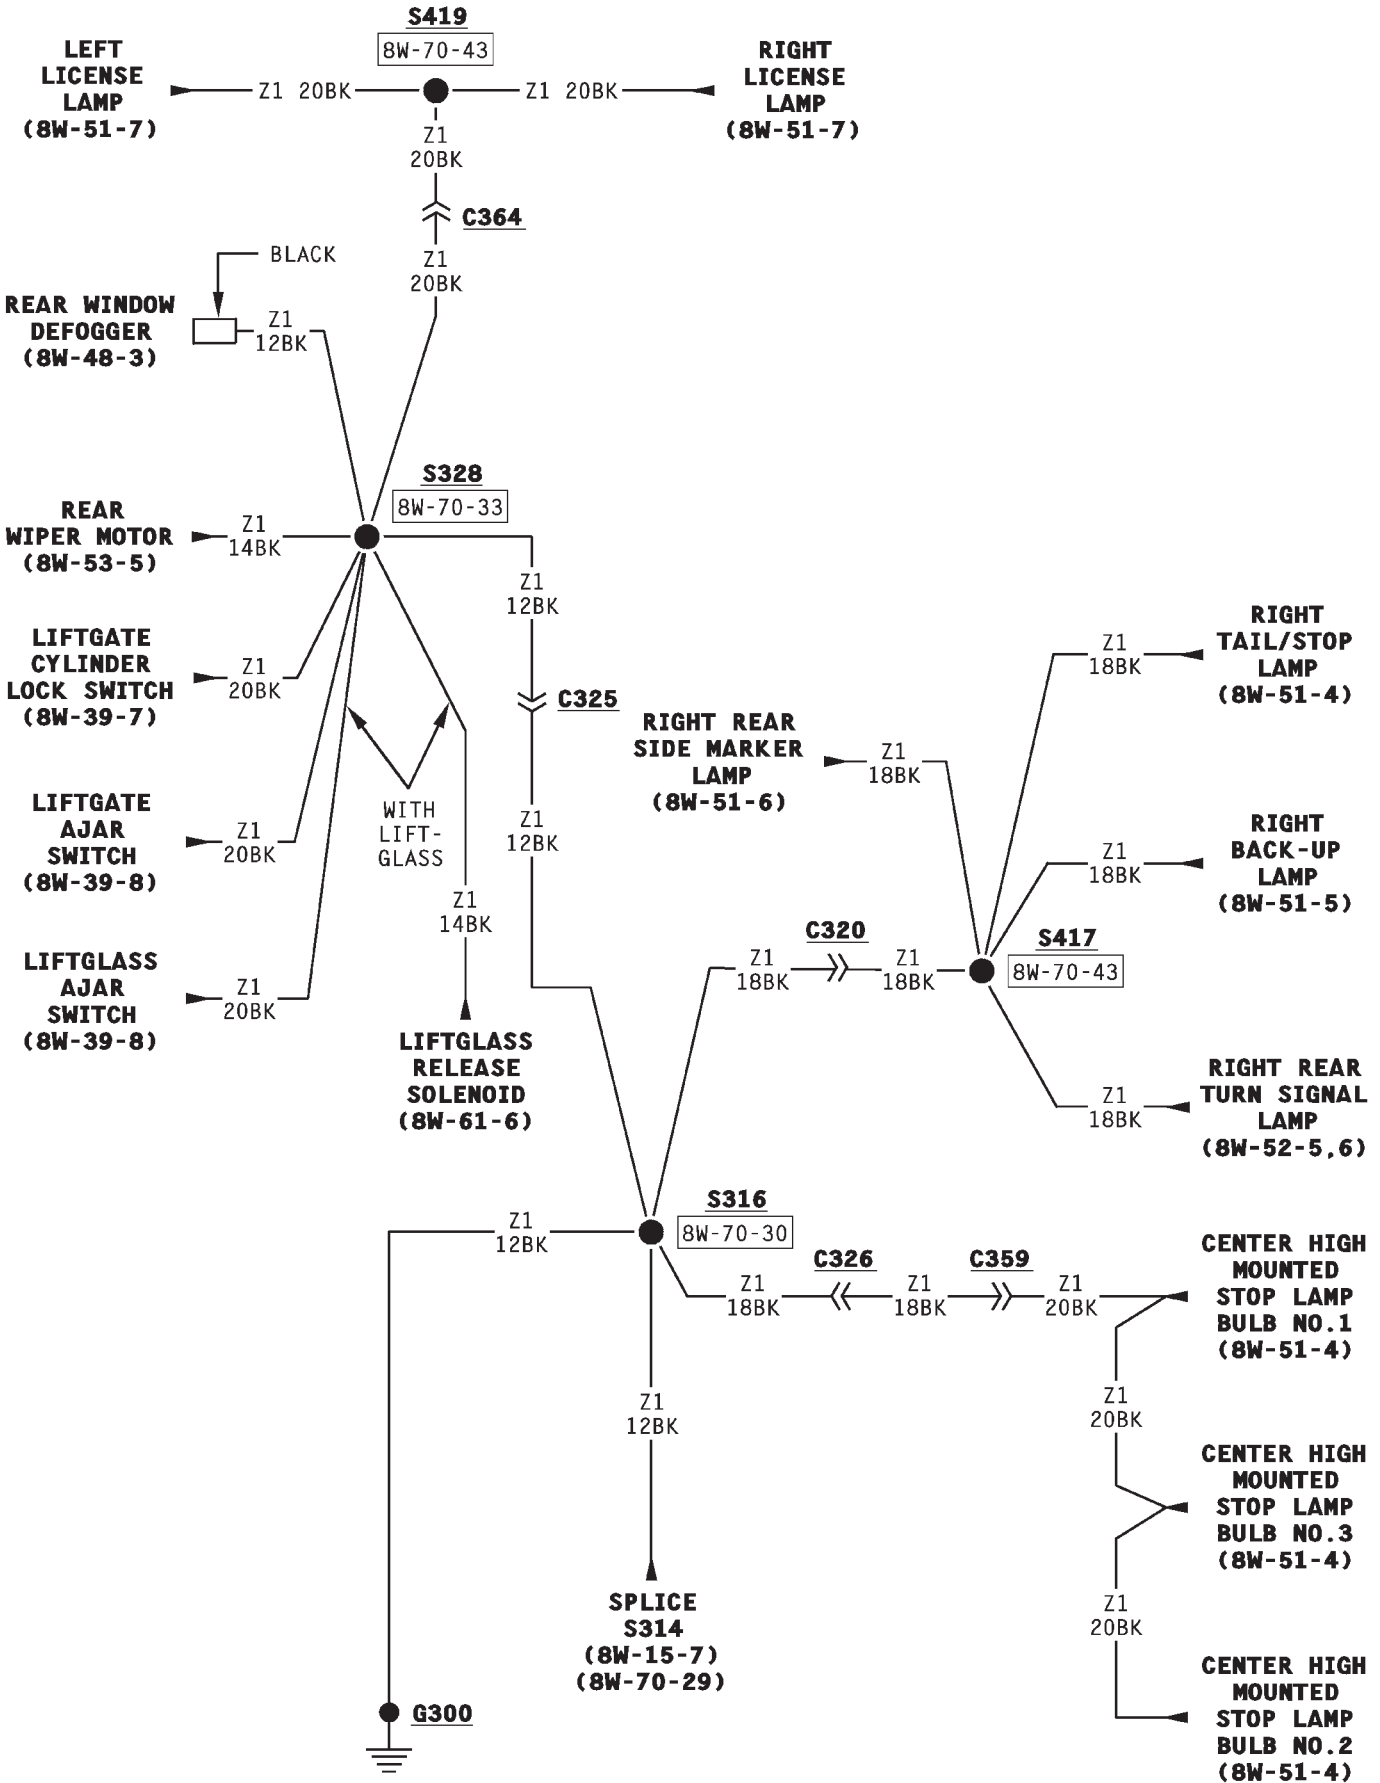 S419
8W-70-43
LEFT
LICENSE
LAMP
(8W-51-7)
Z1 20BK
Z1 20BK
RIGHT
LICENSE
LAMP
(8W-51-7)
Z1
20BK
C364
Z1
20BK
BLACK
REAR WINDOW
DEFOGGER
(8W-48-3)
Z1
12BK
S328
8W-70-33
REAR
WIPER MOTOR
(8W-53-5)
Z1
14BK
Z1
12BK
LIFTGATE
CYLINDER
LOCK SWITCH
(8W-39-7)
Z1
20BK
C325
LIFTGATE
AJAR
SWITCH
(8W-39-8)
Z1
20BK
WITH
LIFT-
GLASS
Z1
12BK
LIFTGLASS
AJAR
SWITCH
(8W-39-8)
Z1
20BK
Z1
14BK
LIFTGLASS
RELEASE
SOLENOID
(8W-61-6)
RIGHT
TAIL/STOP
LAMP
(8W-51-4)
Z1
18BK
RIGHT REAR
SIDE MARKER
LAMP
(8W-51-6)
Z1
18BK
RIGHT
BACK-UP
LAMP
(8W-51-5)
Z1
18BK
C320
Z1
18BK
Z1
18BK
S417
8W-70-43
RIGHT REAR
TURN SIGNAL
LAMP
(8W-52-5,6)
Z1
18BK
S316
8W-70-30
Z1
12BK
C326
C359
Z1
18BK
Z1
18BK
Z1
20BK
CENTER HIGH
MOUNTED
STOP LAMP
BULB NO.1
(8W-51-4)
Z1
20BK
Z1
12BK
CENTER HIGH
MOUNTED
STOP LAMP
BULB NO.3
(8W-51-4)
Z1
20BK
SPLICE
S314
(8W-15-7)
(8W-70-29)
CENTER HIGH
MOUNTED
STOP LAMP
BULB NO.2
(8W-51-4)
G300